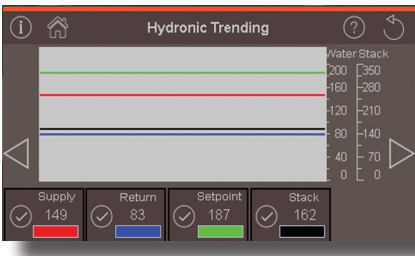 Hydronic Trending
Water Stack
200 350
160 280
120 210
80 140
40 70
0 0
Supply Return Setpoint Stack
149 83 187 162